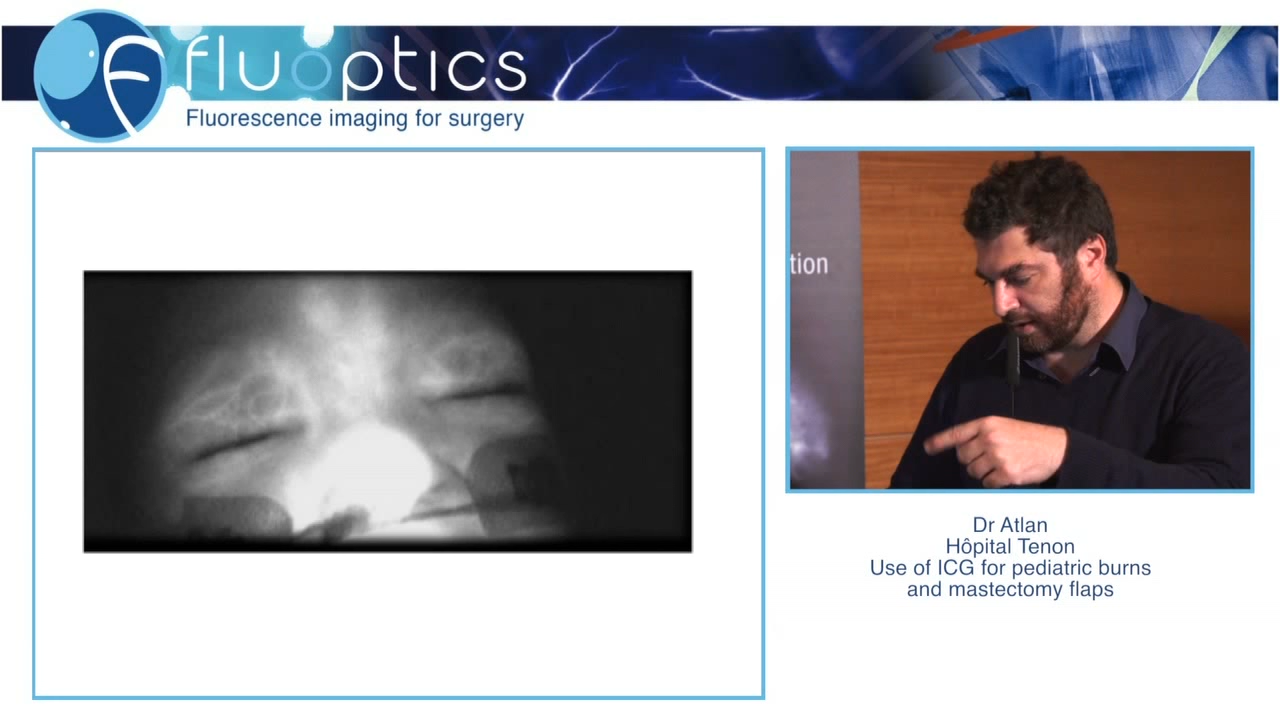 fluoptics
Fluorescence imaging for surgery
tion
Dr Atlan
Hôpital Tenon
Use of ICG for pediatric burns
and mastectomy flaps